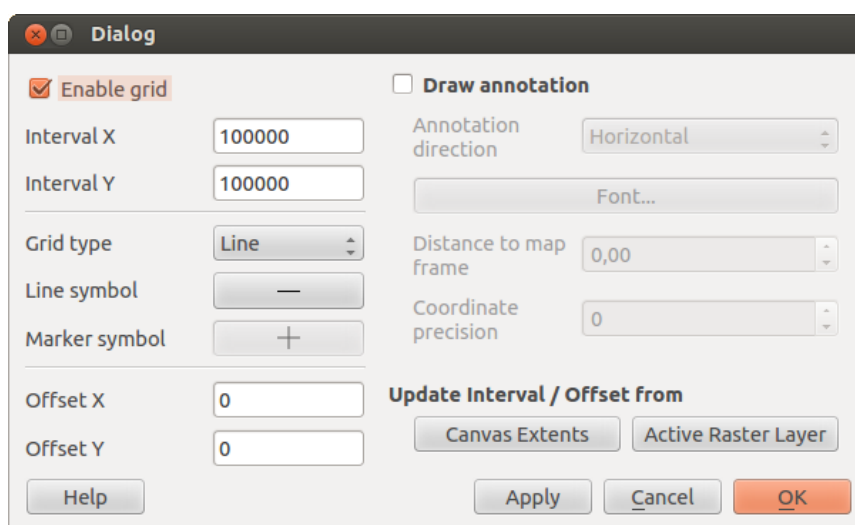 Dialog
Enable grid
Interval X 100000
Interval Y 100000
Grid type Line
Line symbol
Marker symbol
Offset X 0
Offset Y 0
Help
Draw annotation
Annotation
direction
Horizontal
Font...
Distance to map
frame
0,00
Coordinate
precision
0
Update Interval / Offset from
Canvas Extents Active Raster Layer
Apply Cancel OK